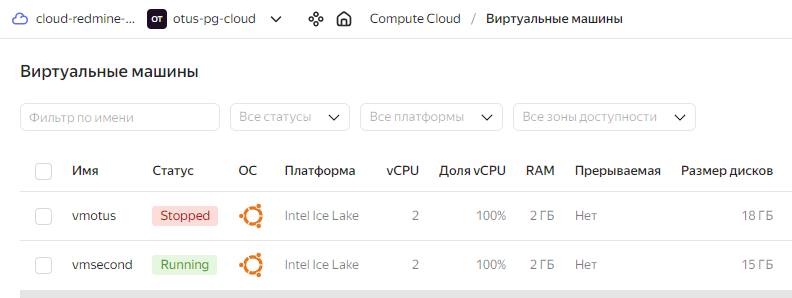 cloud-redmine-... от otus-pg-cloud Compute Cloud / Виртуальные машины
Виртуальные машины
Фильтр по имени Все статусы Все платформы Все зоны доступности
Имя Статус ОС Платформа vCPU Доля vCPU RAM Прерываемая Размер дисков
vmotus Stopped Intel Ice Lake 2 100% 2 ГБ Нет 18 ГБ
vmsecond Running Intel Ice Lake 2 100% 2 ГБ Нет 15 ГБ